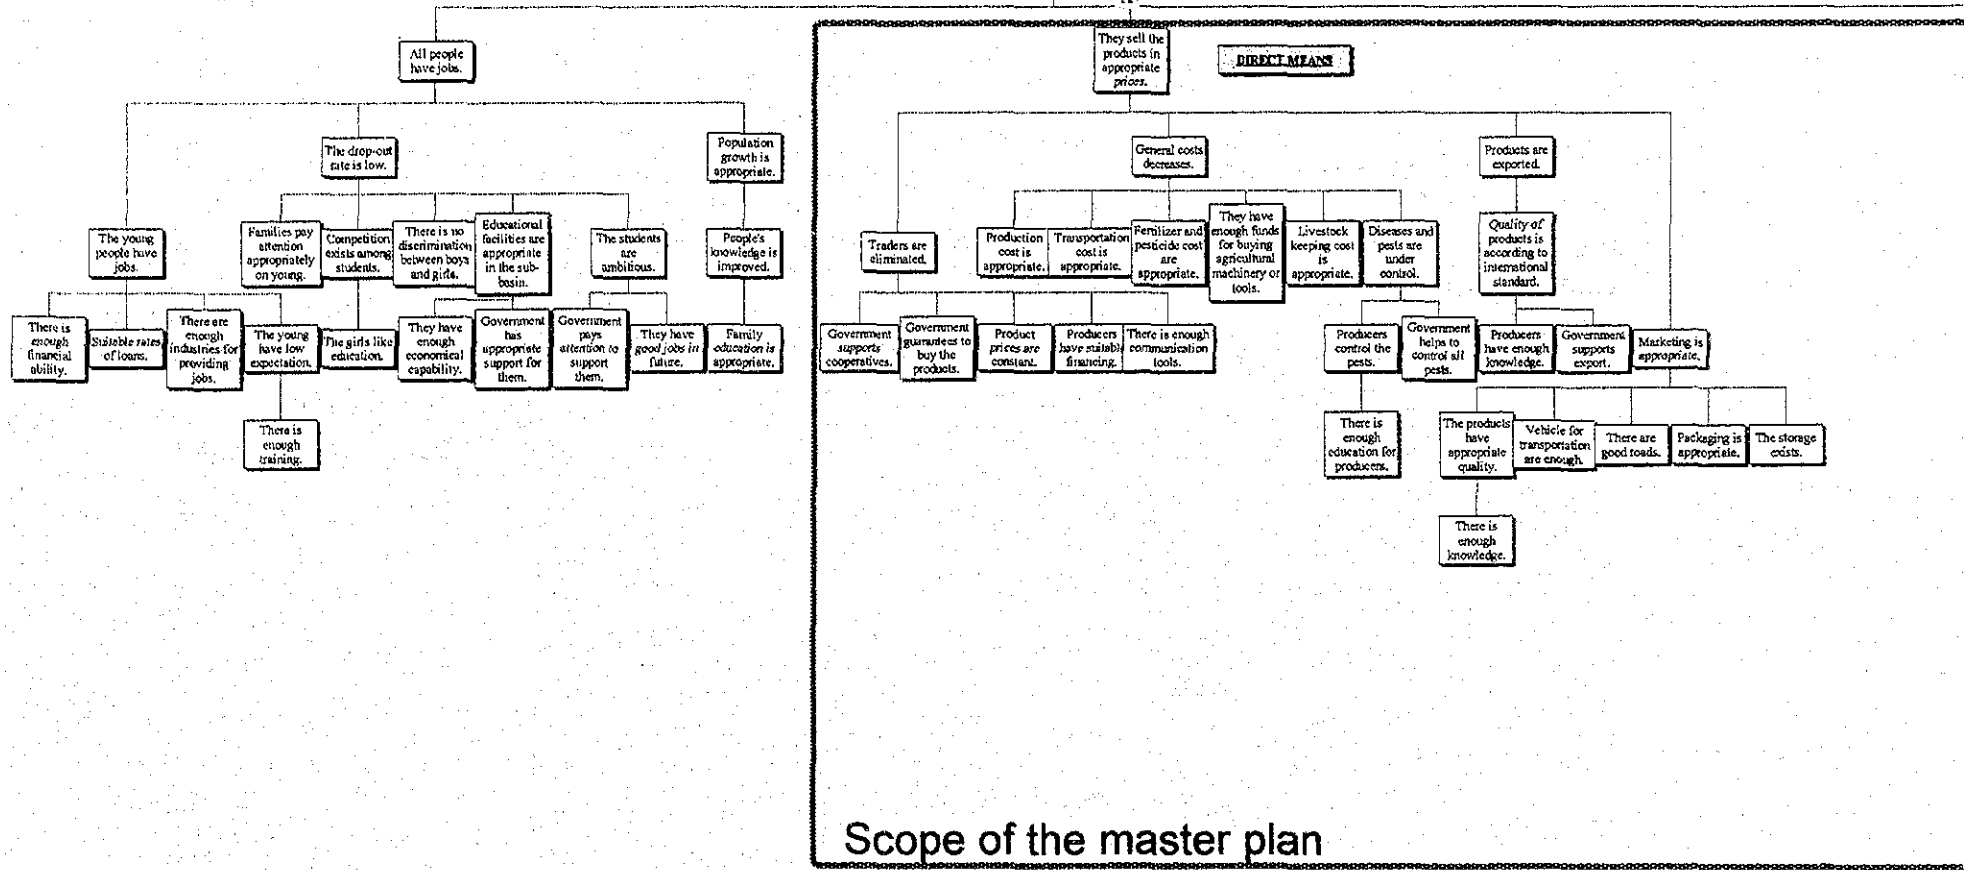 All people
have jobs.
They sell the
products in
appropriate
prices.
DIRECT MEANS
The drop-out
rate is low.
Population
growth is
appropriate.
General costs
decreases.
Products are
exported.
The young
people have
jobs.
Families pay
attention
appropriately
on young.
Competition
exists among
students.
There is no
discrimination
between boys
and girls.
Educational
facilities are
appropriate
in the sub-
basin.
The students
are
ambitious.
People's
knowledge is
improved.
Traders are
eliminated.
Production
cost is
appropriate.
Transportation
cost is
appropriate.
Fertilizer and
pesticide cost
are
appropriate.
They have
enough funds
for buying
agricultural
machinery or
tools.
Livestock
keeping cost
is
appropriate.
Diseases and
pests are
under
control.
Quality of
products is
according to
international
standard.
There is
enough
financial
ability.
Suitable rates
of loans.
There are
enough
industries for
providing
jobs.
The young
have low
expectation.
The girls like
education.
They have
enough
economical
capability.
Government
has
appropriate
support for
them.
Government
pays
attention to
support
them.
They have
good jobs in
future.
Family
education is
appropriate.
Government
supports
cooperatives.
Government
guarantees to
buy the
products.
Product
prices are
constant.
Producers
have suitable
financing.
There is enough
communication
tools.
Producers
control the
pests.
Government
helps to
control all
pests.
Producers
have enough
knowledge.
Government
supports
export.
Marketing is
appropriate.
There is
enough
training.
There is
enough
education for
producers.
The products
have
appropriate
quality.
Vehicle for
transportation
are enough.
There are
good roads.
Packaging is
appropriate.
The storage
exists.
There is
enough
knowledge.
Scope of the master plan